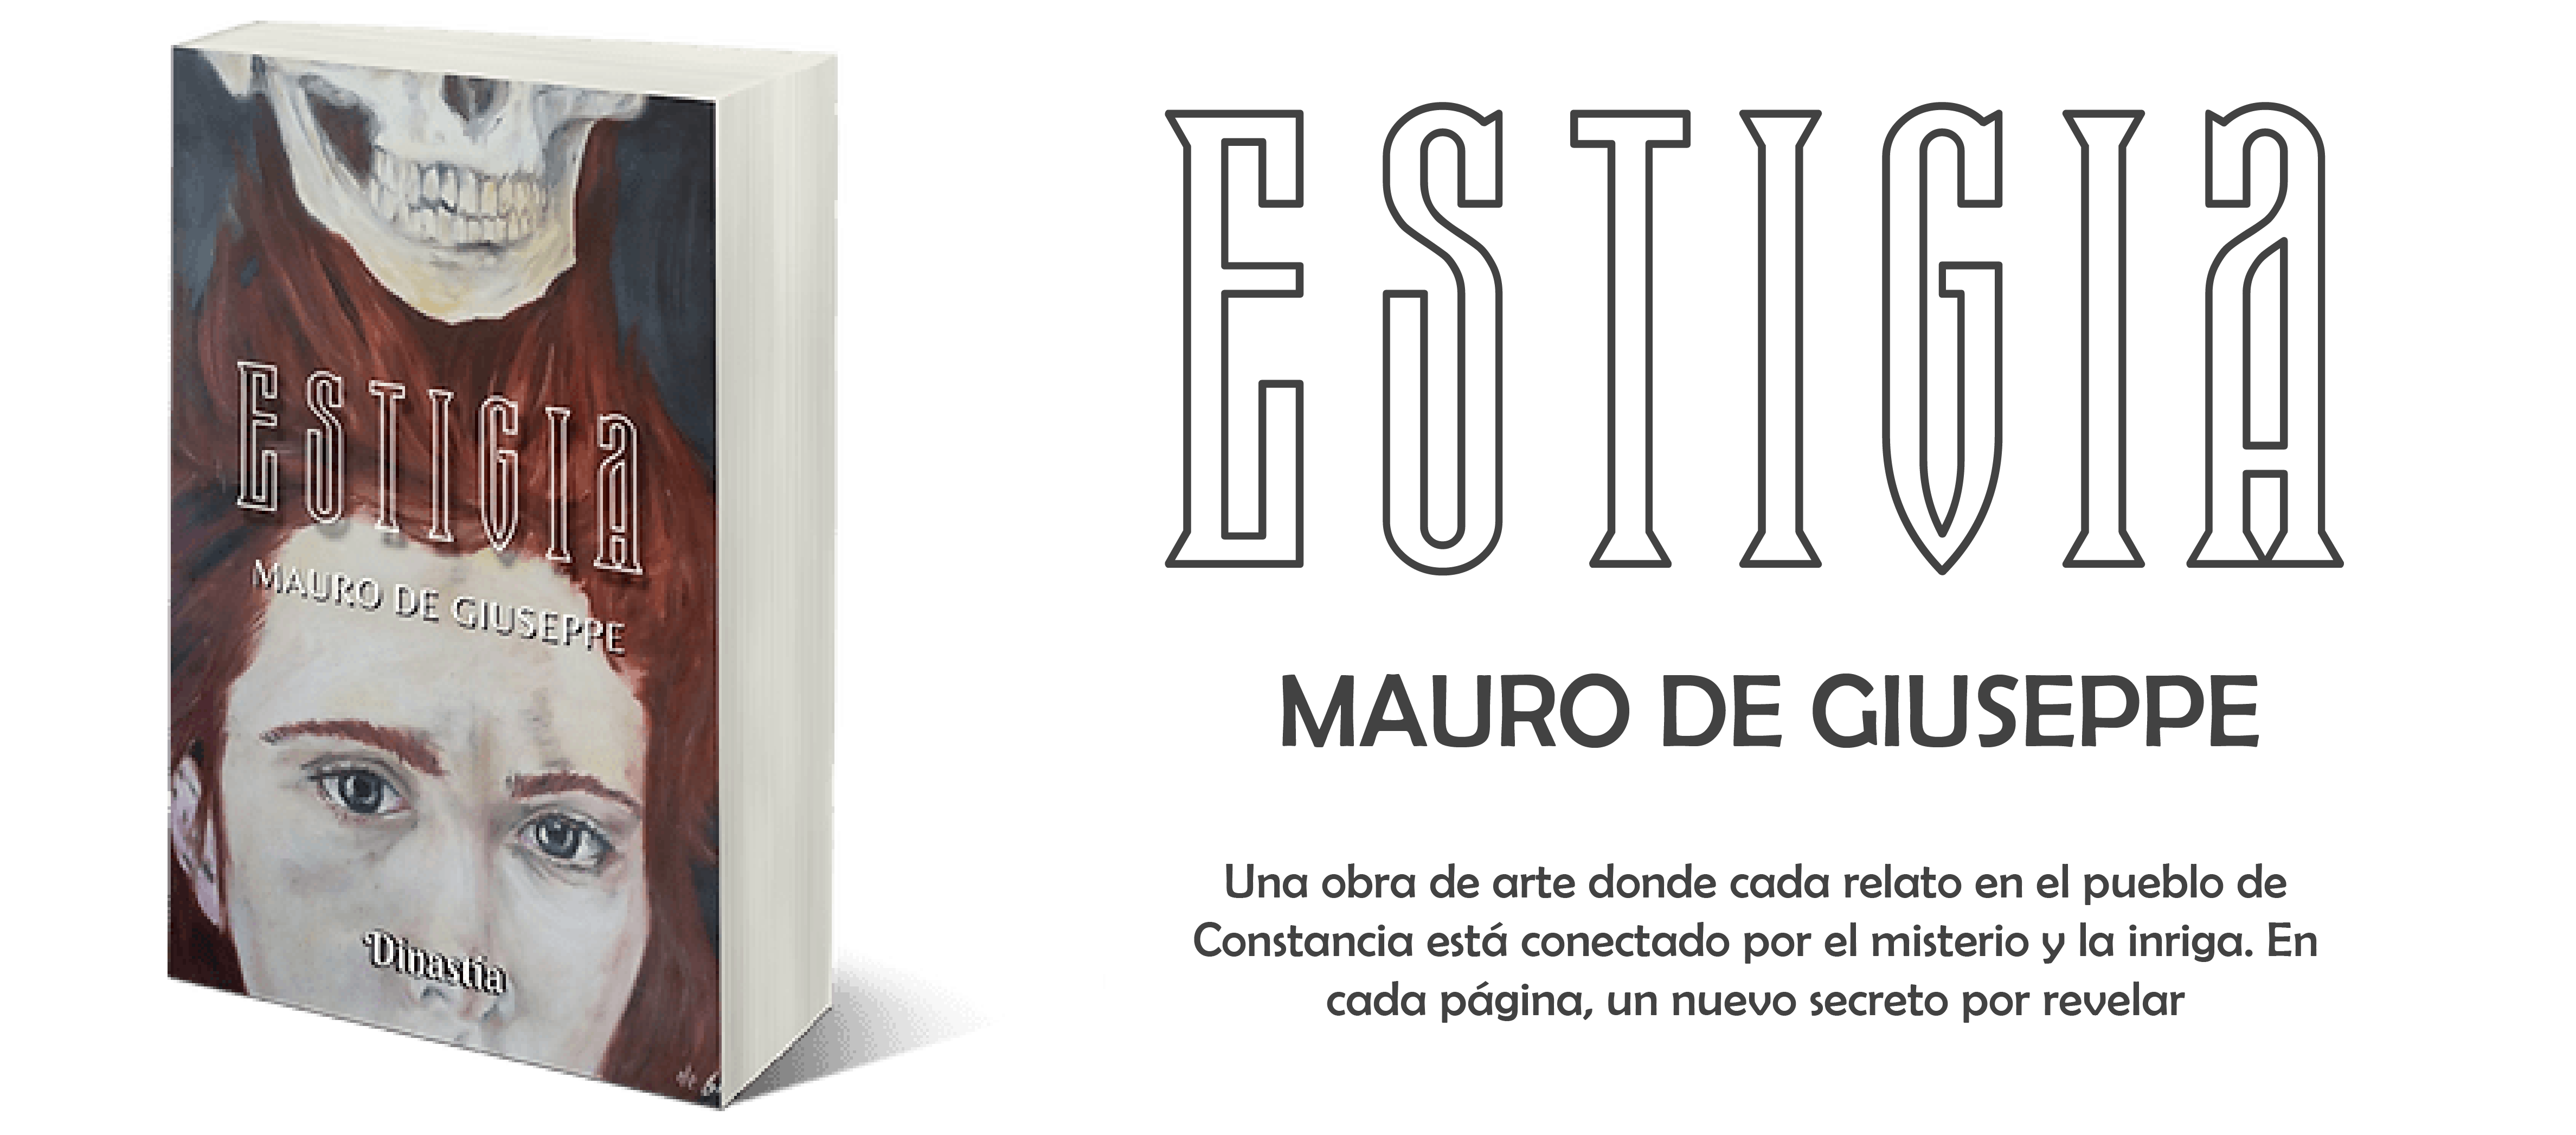 ESTIGIA
MAURO DE GIUSEPPE
Dinastía
ESTIGIA
MAURO DE GIUSEPPE
Una obra de arte donde cada relato en el pueblo de
Constancia está conectado por el misterio y la inriga. En
cada página, un nuevo secreto por revelar